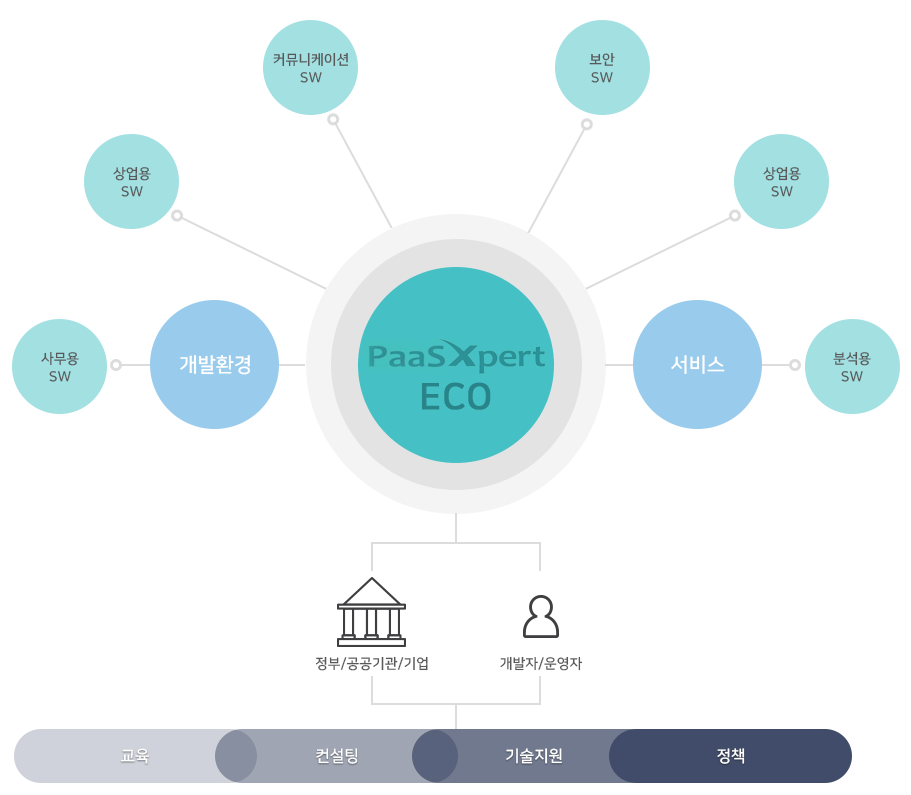 커뮤니케이션
SW
보안
SW
상업용
SW
상업용
SW
사무용
SW
개발환경
PaaSXpert
ECO
서비스
분석용
SW
정부/공공기관/기업
개발자/운영자
교육
컨설팅
기술지원
정책